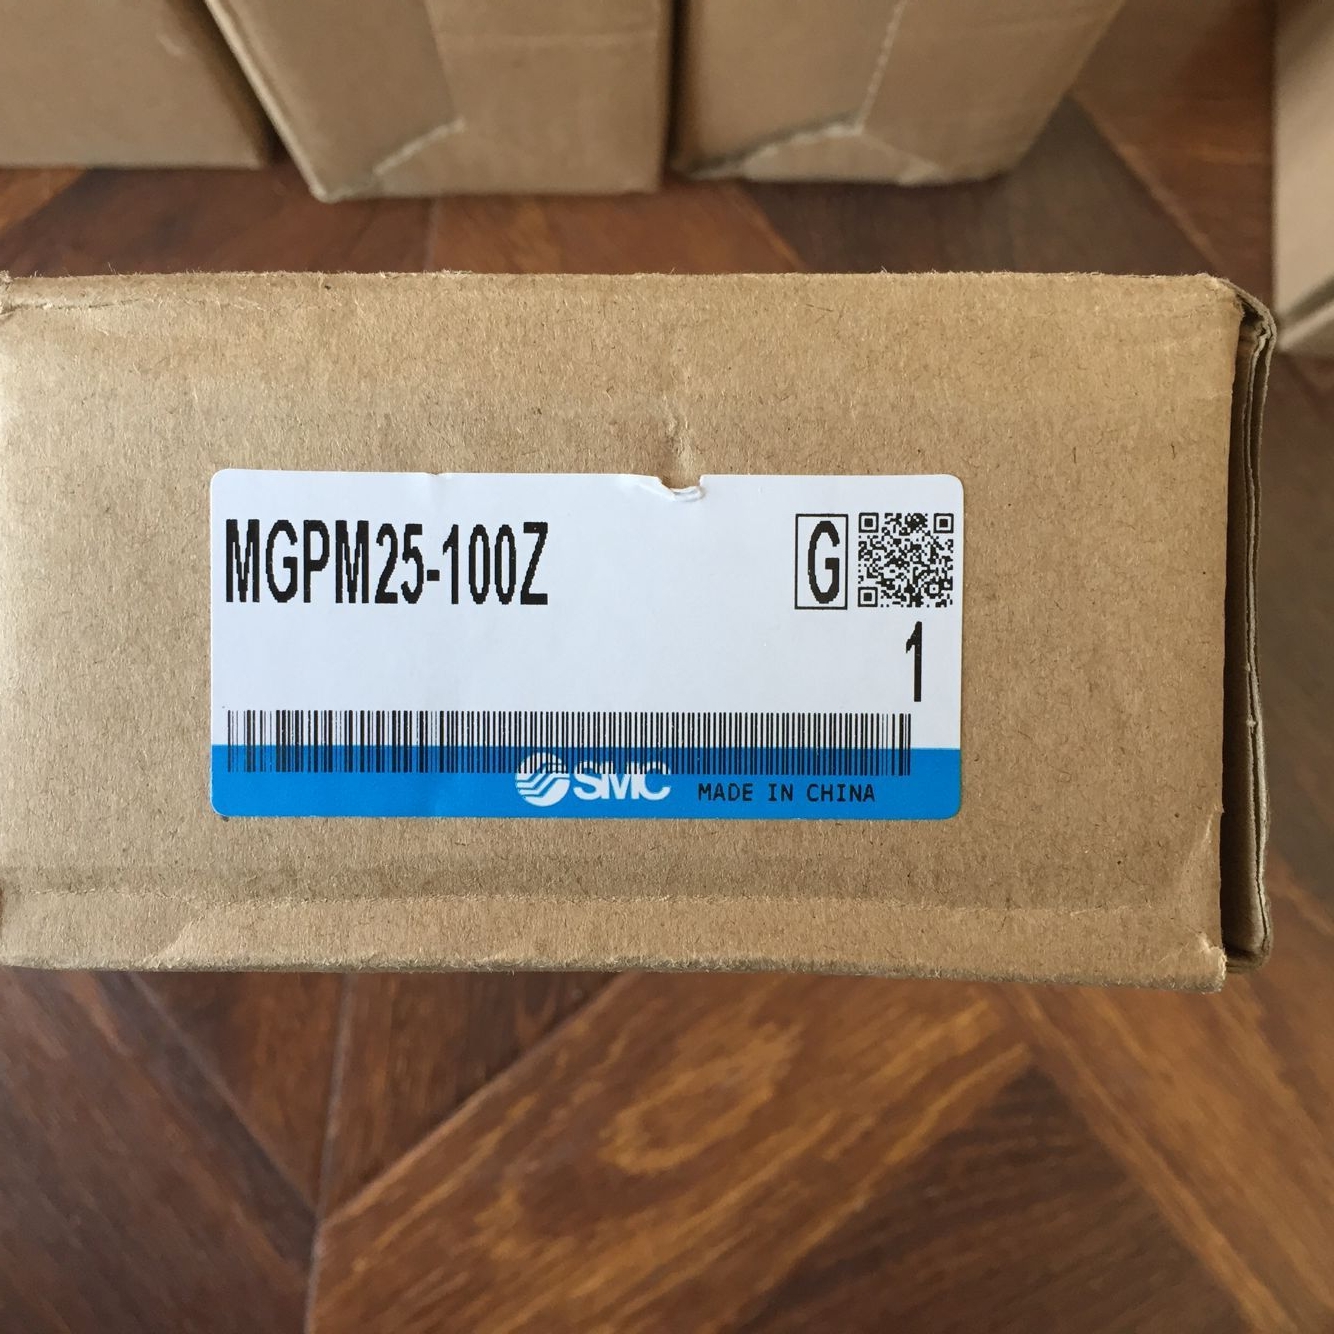 MGPM25-100Z G
1
SMC MADE IN CHINA